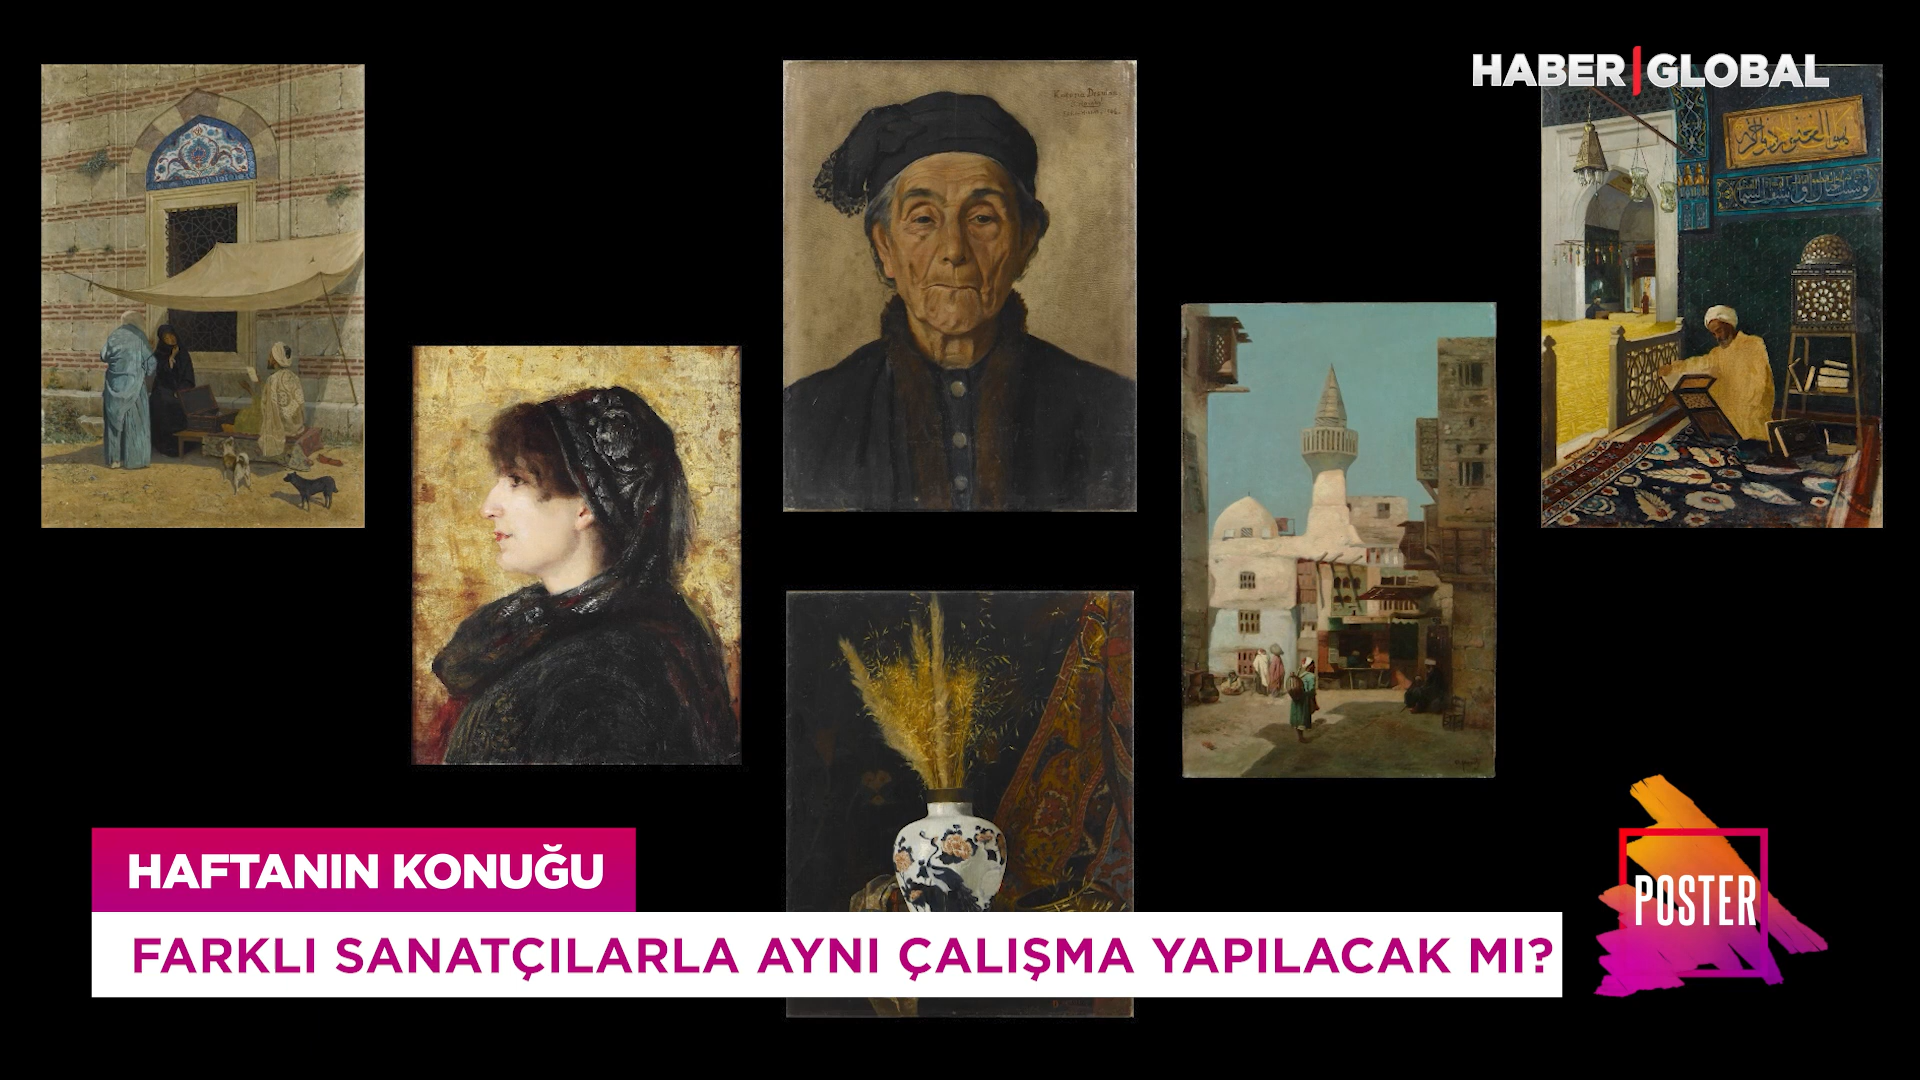 HABER GLOBAL
HAFTANIN KONUĞU
FARKLI SANATÇILARLA AYNI ÇALIŞMA YAPILACAK MI?
POSTER